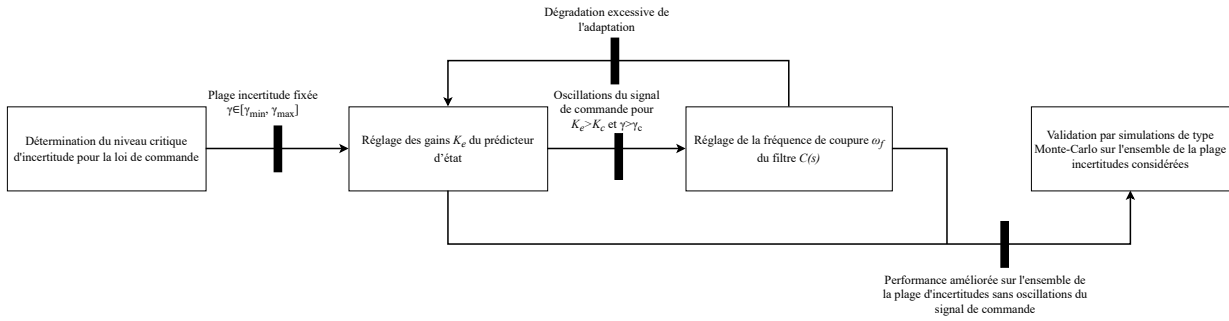 Dégradation excessive de
l'adaptation
Plage incertitude fixée
γ∈[γmin, γmax]
Oscillations du signal
de commande pour
Ke>Kc et γ>γc
Détermination du niveau critique
d'incertitude pour la loi de commande
Réglage des gains Ke du prédicteur
d'état
Réglage de la fréquence de coupure ωf
du filtre C(s)
Validation par simulations de type
Monte-Carlo sur l'ensemble de la plage
incertitudes considérées
Performance améliorée sur l'ensemble de
la plage d'incertitudes sans oscillations du
signal de commande